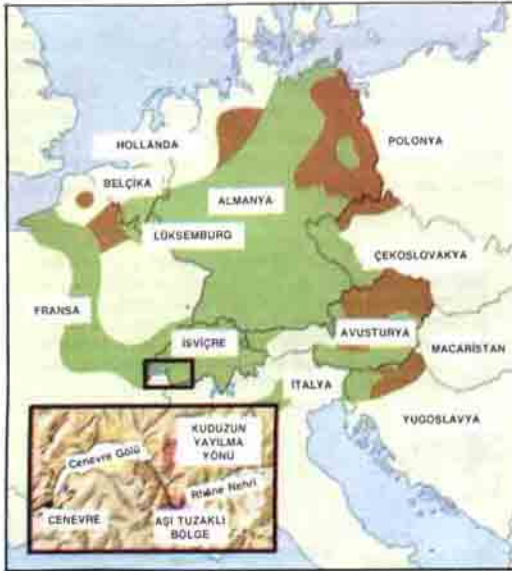 HOLLANDA
POLONYA
BELÇİKA
ALMANYA
LÜKSEMBURG
ÇEKOSLOVAKYA
FRANSA
İSVİÇRE
AVUSTURYA
MACARİSTAN
İTALYA
YUGOSLAVYA
KUDUZUN
YAYILMA
YÖNÜ
Cenevre Gölü
Rhône Nehri
CENEVRE
AŞI TUZAKLI
BÖLGE